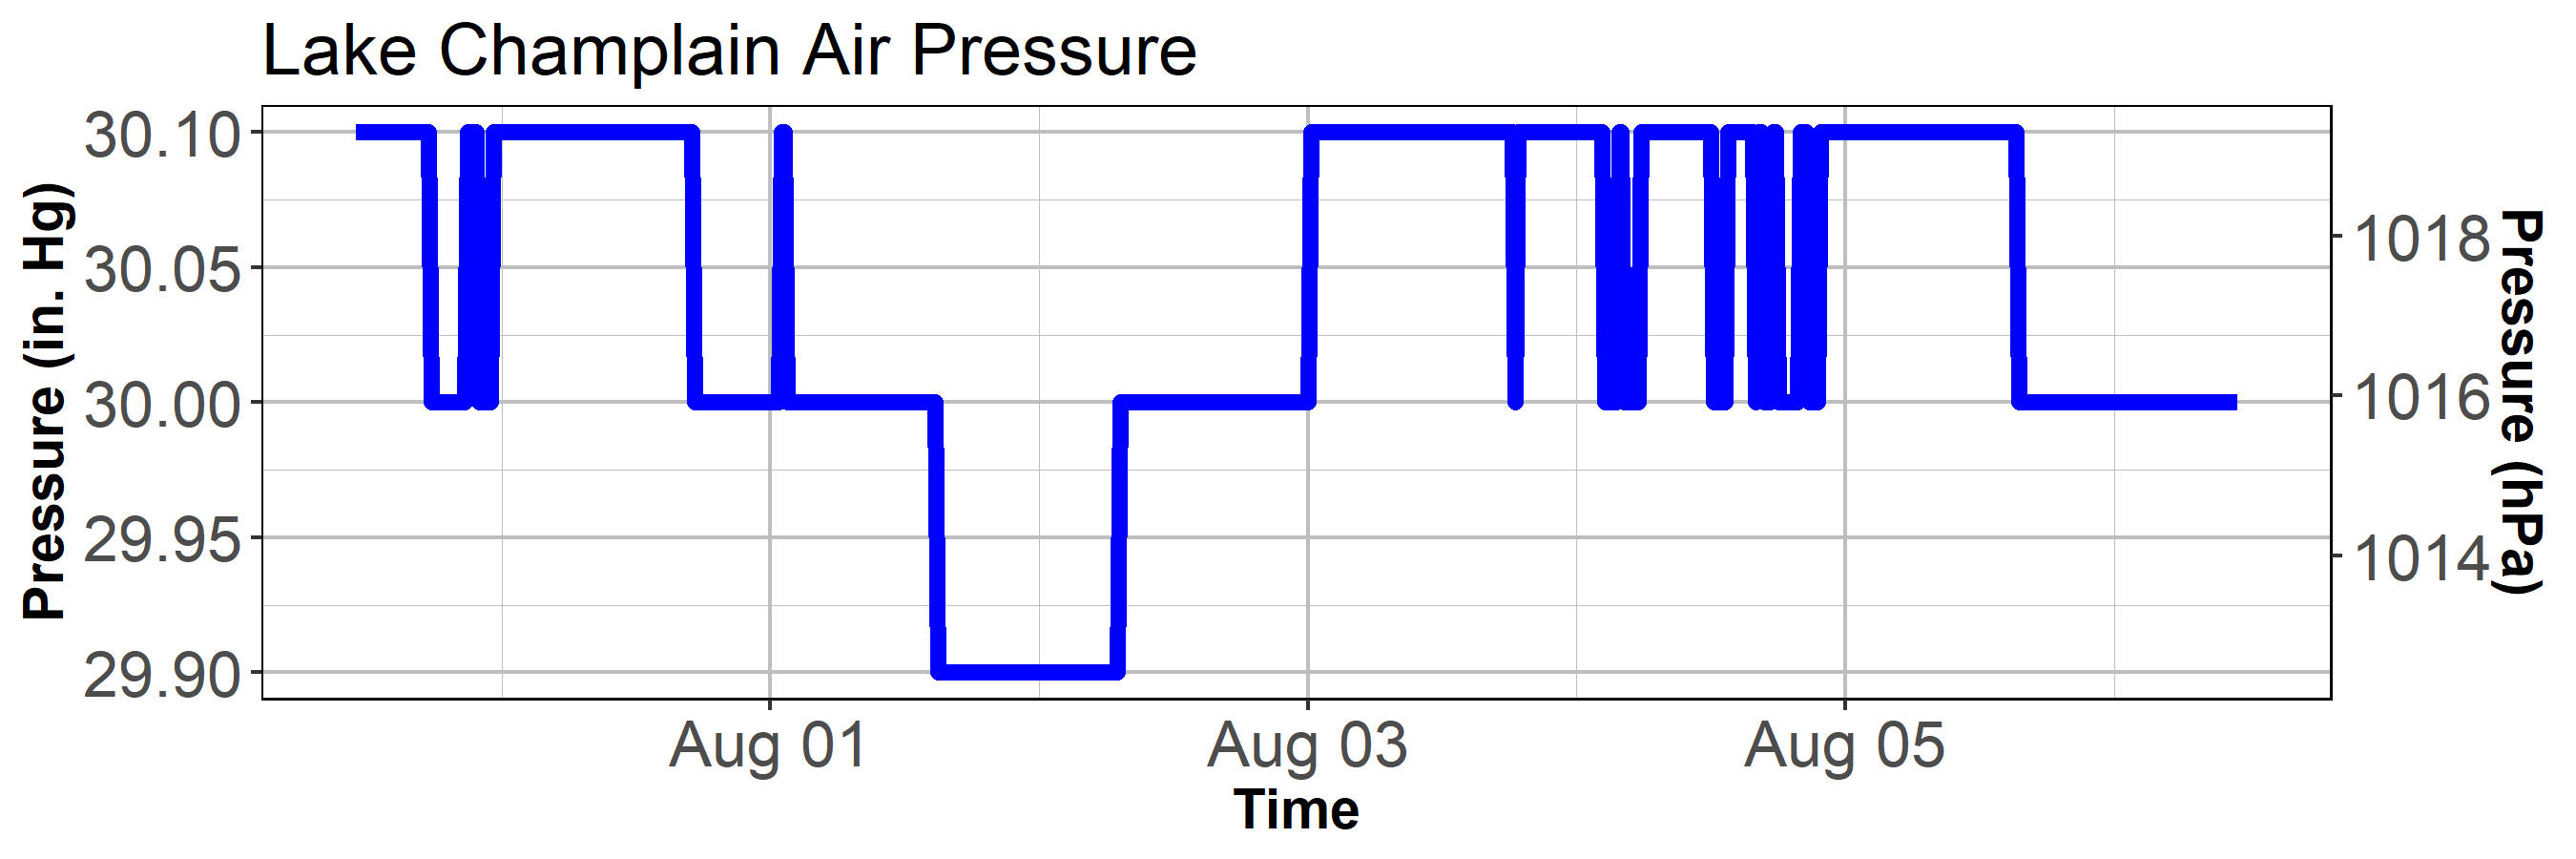 Lake Champlain Air Pressure
Pressure (in. Hg)
30.10
30.05
30.00
29.95
29.90
1018
1016
1014
Pressure (hPa)
Aug 01 Aug 03 Aug 05
Time